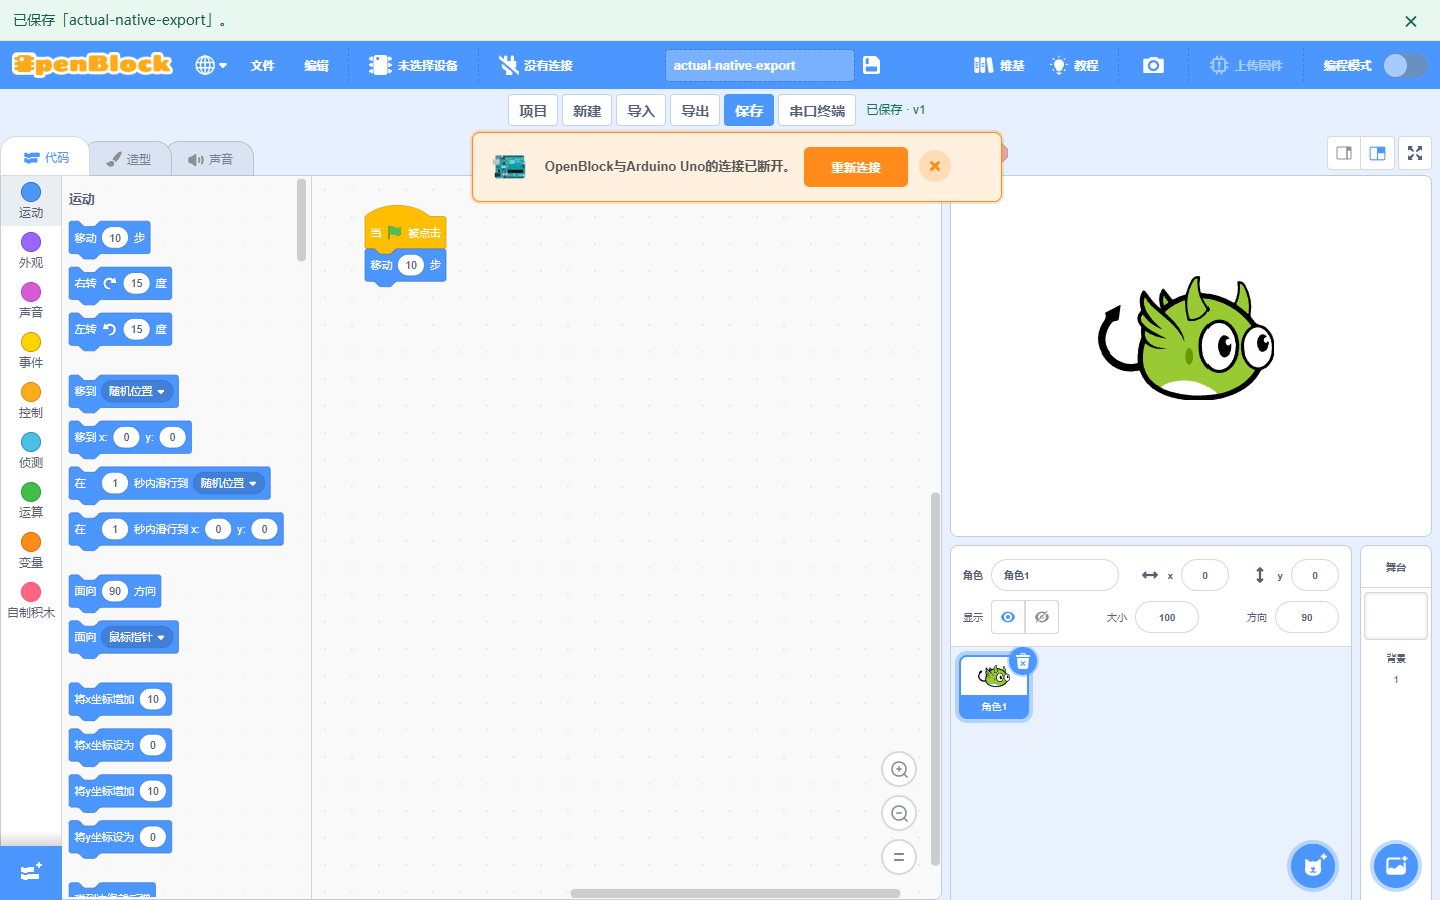 已保存「actual-native-export」。
OpenBlock
文件
编辑
未选择设备
没有连接
actual-native-export
维基
教程
上传固件
编程模式
项目
新建
导入
导出
保存
串口终端
已保存 · v1
OpenBlock与Arduino Uno的连接已断开。
重新连接
代码
造型
声音
运动
外观
声音
事件
控制
侦测
运算
变量
自制积木
运动
移动 10 步
右转 15 度
左转 15 度
移到 随机位置
移到 x: 0 y: 0
在 1 秒内滑行到 随机位置
在 1 秒内滑行到 x: 0 y: 0
面向 90 方向
面向 鼠标指针
将x坐标增加 10
将x坐标设为 0
将y坐标增加 10
将y坐标设为 0
当 被点击
移动 10 步
角色
角色1
x
0
y
0
显示
大小
100
方向
90
角色1
舞台
背景
1